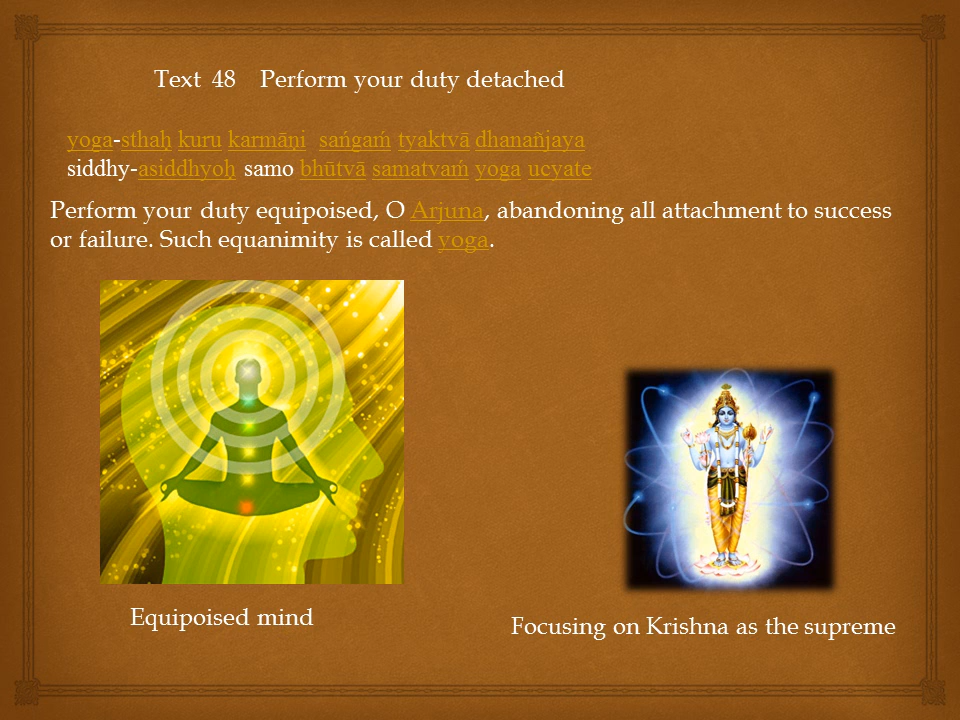 Text 48 Perform your duty detached
yoga-sthaḥ kuru karmāṇi sańgaḿ tyaktvā dhanañjaya
siddhy-asiddhyoḥ samo bhūtvā samatvaḿ yoga ucyate
Perform your duty equipoised, O Arjuna, abandoning all attachment to success
or failure. Such equanimity is called yoga.
Equipoised mind
Focusing on Krishna as the supreme